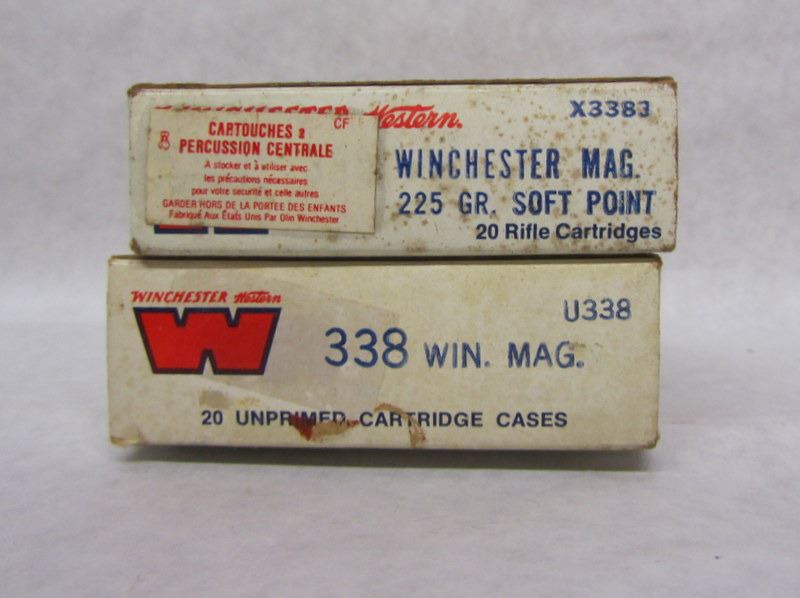 Western.
X3383
CF
CARTOUCHES à
PERCUSSION CENTRALE
A stocker et à utiliser avec
les précautions nécessaires
pour votre securité et celle autres
GARDER HORS DE LA PORTEE DES ENFANTS
Fabriqué Aux États Unis Par Olin Winchester
WINCHESTER MAG.
225 GR. SOFT POINT
20 Rifle Cartridges
WINCHESTER Western
W
U338
338 WIN. MAG.
20 UNPRIMED CARTRIDGE CASES